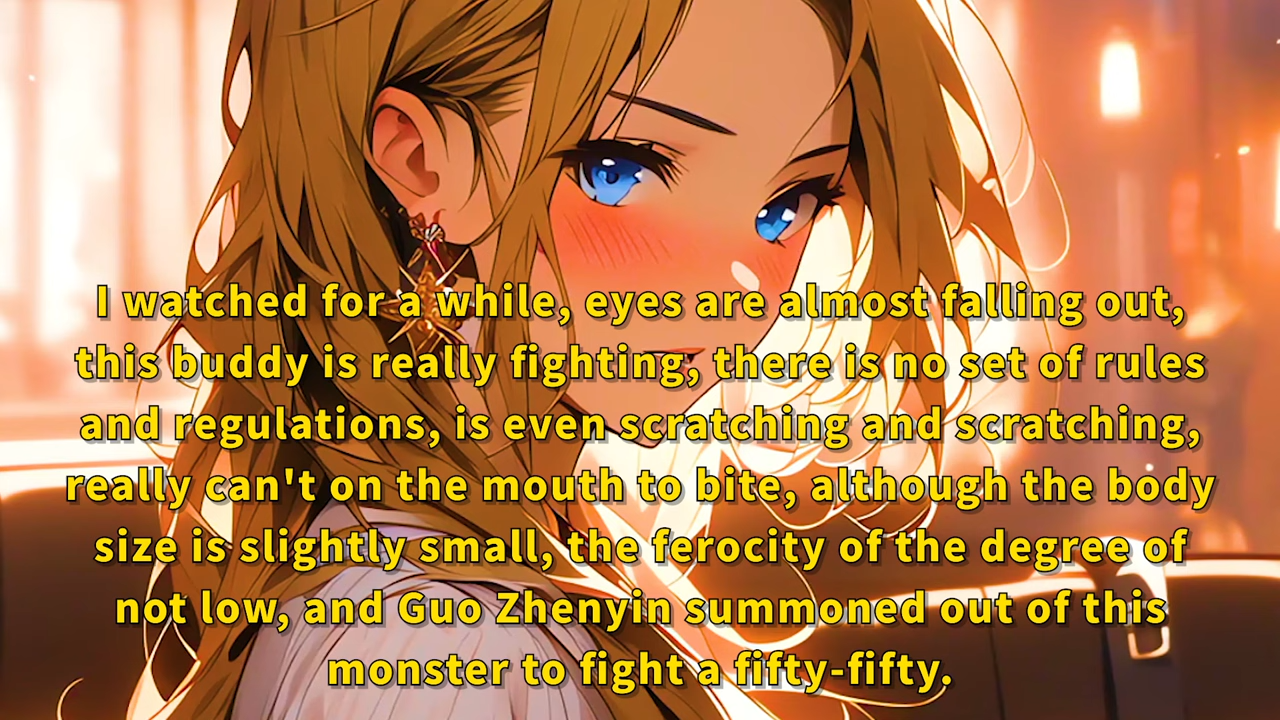 I watched for a while, eyes are almost falling out,
this buddy is really fighting, there is no set of rules
and regulations, is even scratching and scratching,
really can't on the mouth to bite, although the body
size is slightly small, the ferocity of the degree of
not low, and Guo Zhenyin summoned out of this
monster to fight a fifty-fifty.